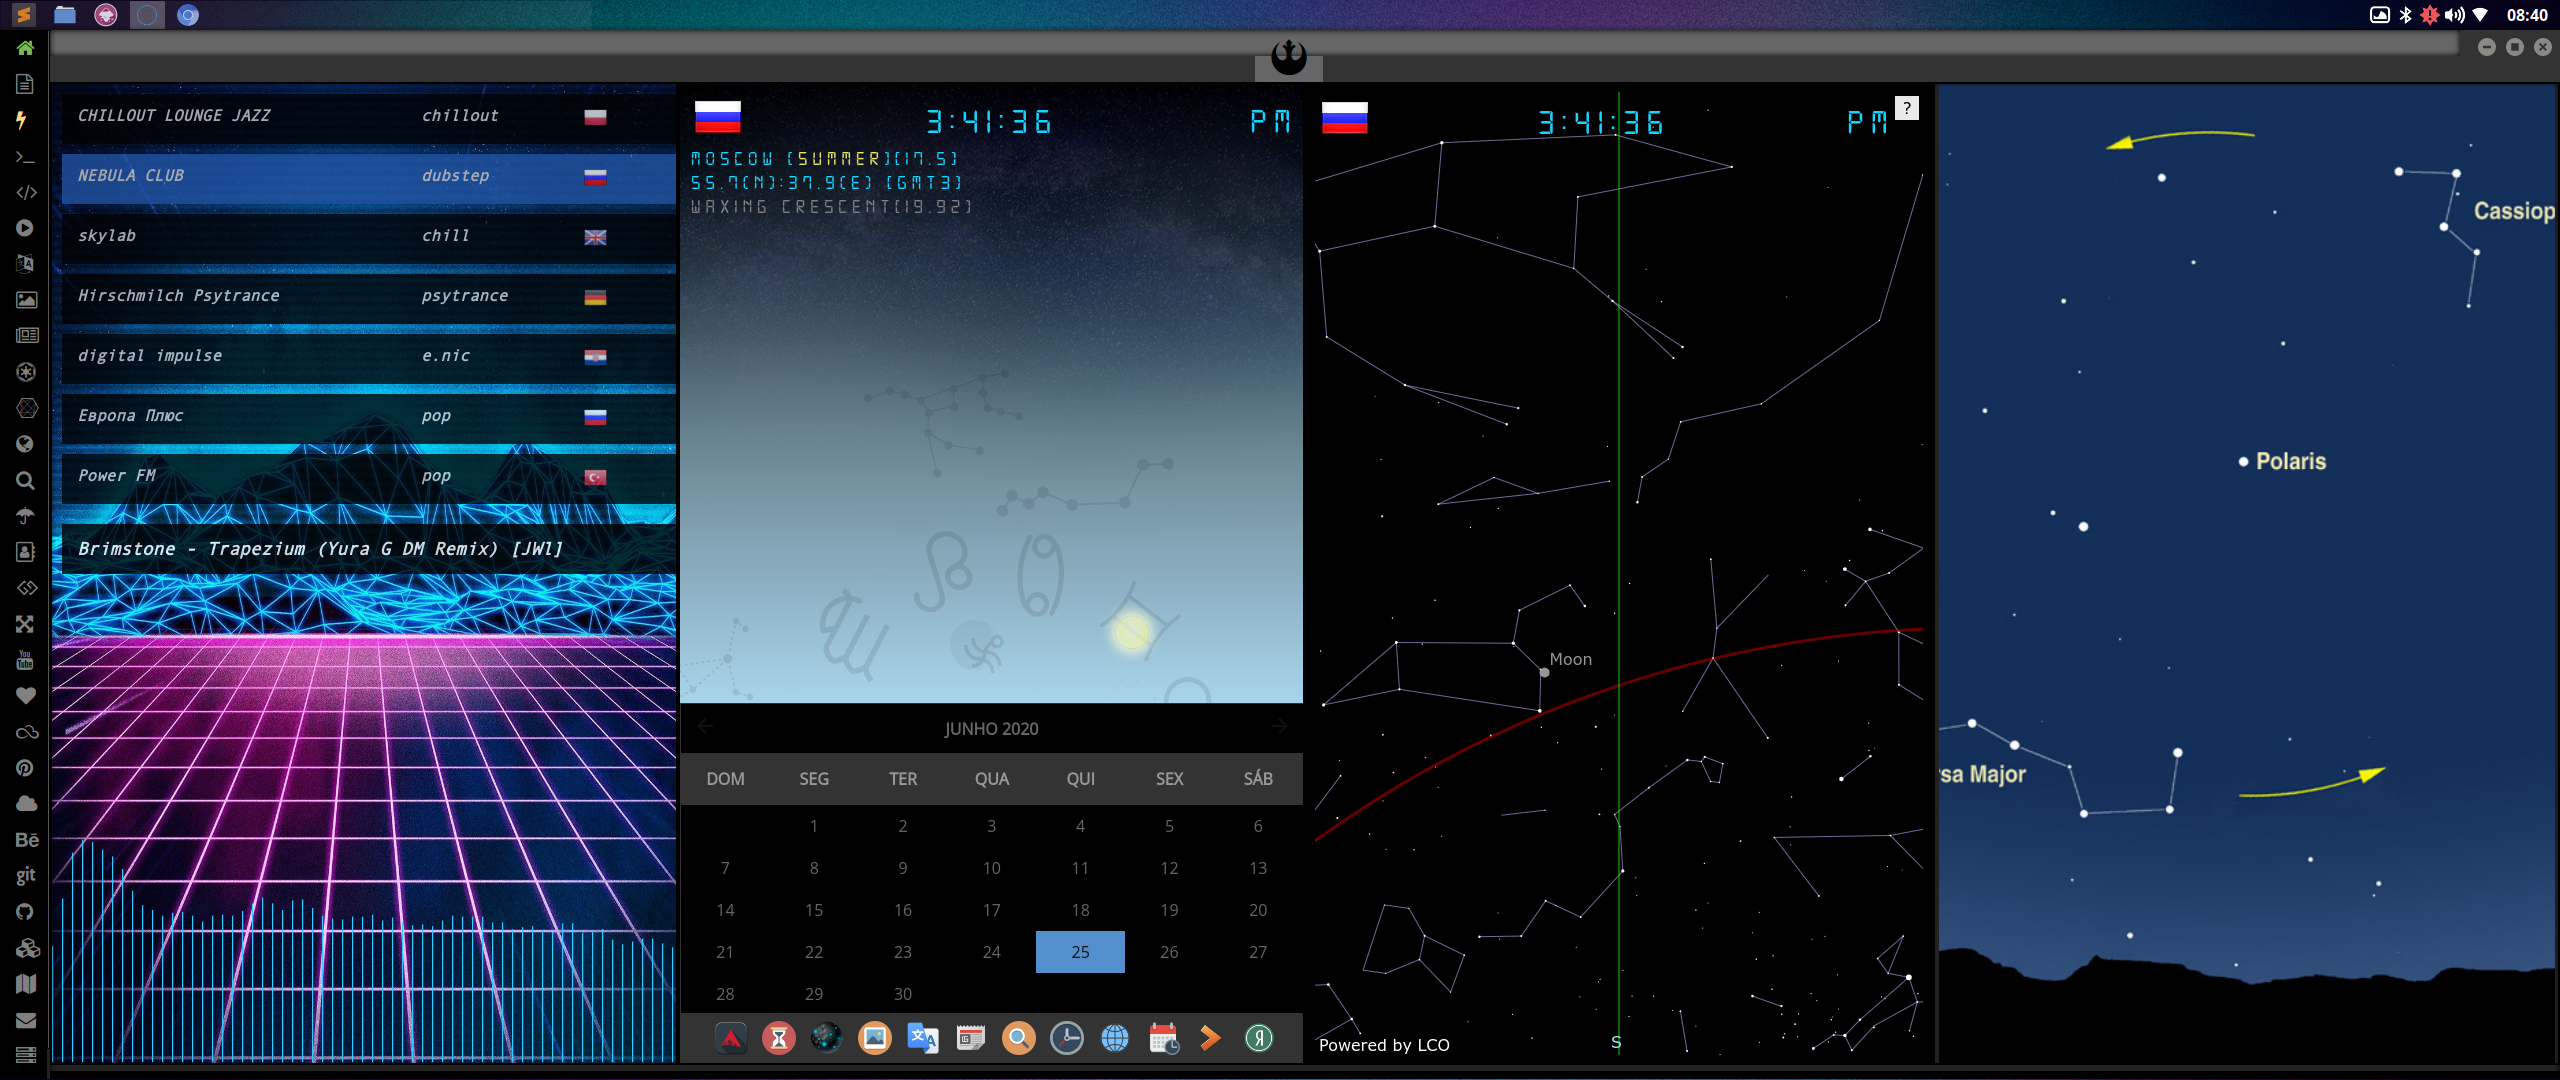 08:40
CHILLOUT LOUNGE JAZZ chillout
NEBULA CLUB dubstep
skylab chill
Hirschmilch Psytrance psytrance
digital impulse e.nic
Европа Плюс pop
Power FM pop
Brimstone - Trapezium (Yura G DM Remix) [JWl]
You Tube
Bē
git
3:41:36 PM
MOSCOW [SUMMER][17.5]
55.7(N):37.9(E) [GMT3]
WAXING CRESCENT[19.92]
JUNHO 2020
DOM SEG TER QUA QUI SEX SÁB
1 2 3 4 5 6
7 8 9 10 11 12 13
14 15 16 17 18 19 20
21 22 23 24 25 26 27
28 29 30
3:41:36 PM
?
Moon
Powered by LCO
S
Cassiop
Polaris
rsa Major